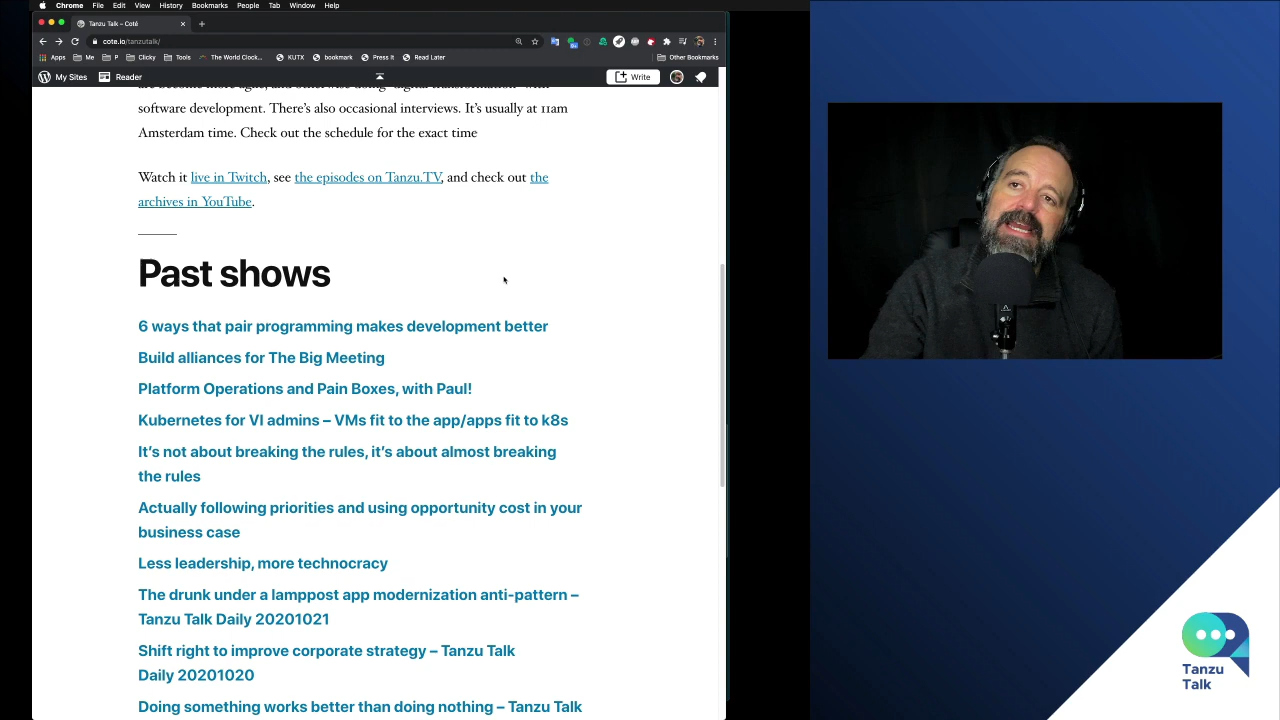 Chrome File Edit View History Bookmarks People Tab Window Help
Tanzu Talk – Coté
cote.io/tanzutalk/
Apps Me P Clicky Tools The World Clock... KUTX bookmark Press It Read Later Other Bookmarks
My Sites Reader Write
software development. There's also occasional interviews. It's usually at 11am
Amsterdam time. Check out the schedule for the exact time
Watch it live in Twitch, see the episodes on Tanzu.TV, and check out the
archives in YouTube.
Past shows
6 ways that pair programming makes development better
Build alliances for The Big Meeting
Platform Operations and Pain Boxes, with Paul!
Kubernetes for VI admins – VMs fit to the app/apps fit to k8s
It's not about breaking the rules, it's about almost breaking
the rules
Actually following priorities and using opportunity cost in your
business case
Less leadership, more technocracy
The drunk under a lamppost app modernization anti-pattern –
Tanzu Talk Daily 20201021
Shift right to improve corporate strategy – Tanzu Talk
Daily 20201020
Doing something works better than doing nothing – Tanzu Talk
Tanzu
Talk